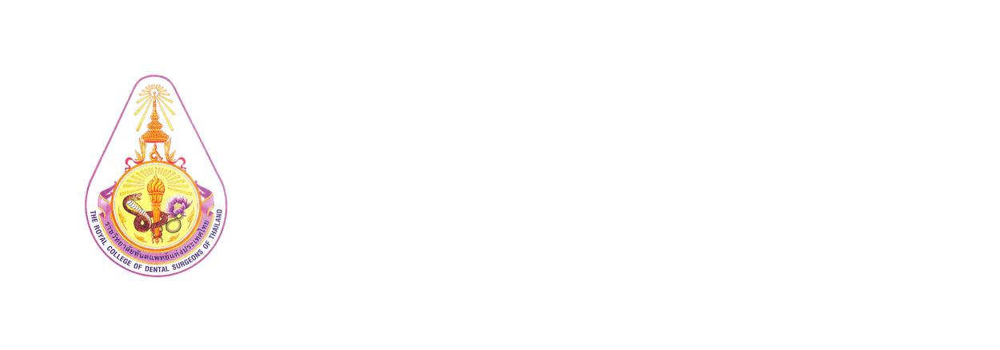 ราชวิทยาลัยทันตแพทย์แห่งประเทศไทย
THE ROYAL COLLEGE OF DENTAL SURGEONS OF THAILAND